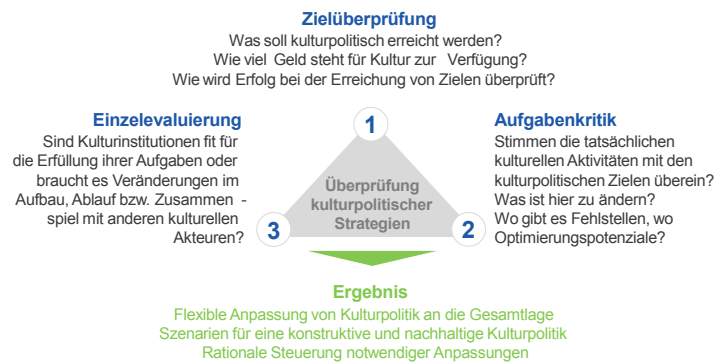 Zielüberprüfung
Was soll kulturpolitisch erreicht werden?
Wie viel Geld steht für Kultur zur Verfügung?
Wie wird Erfolg bei der Erreichung von Zielen überprüft?
1
Einzelevaluierung
Sind Kulturinstitutionen fit für
die Erfüllung ihrer Aufgaben oder
braucht es Veränderungen im
Aufbau, Ablauf bzw. Zusammen -
spiel mit anderen kulturellen
Akteuren?
3
Überprüfung
kulturpolitischer
Strategien
Aufgabenkritik
Stimmen die tatsächlichen
kulturellen Aktivitäten mit den
kulturpolitischen Zielen überein?
Was ist hier zu ändern?
Wo gibt es Fehlstellen, wo
Optimierungspotenziale?
2
Ergebnis
Flexible Anpassung von Kulturpolitik an die Gesamtlage
Szenarien für eine konstruktive und nachhaltige Kulturpolitik
Rationale Steuerung notwendiger Anpassungen